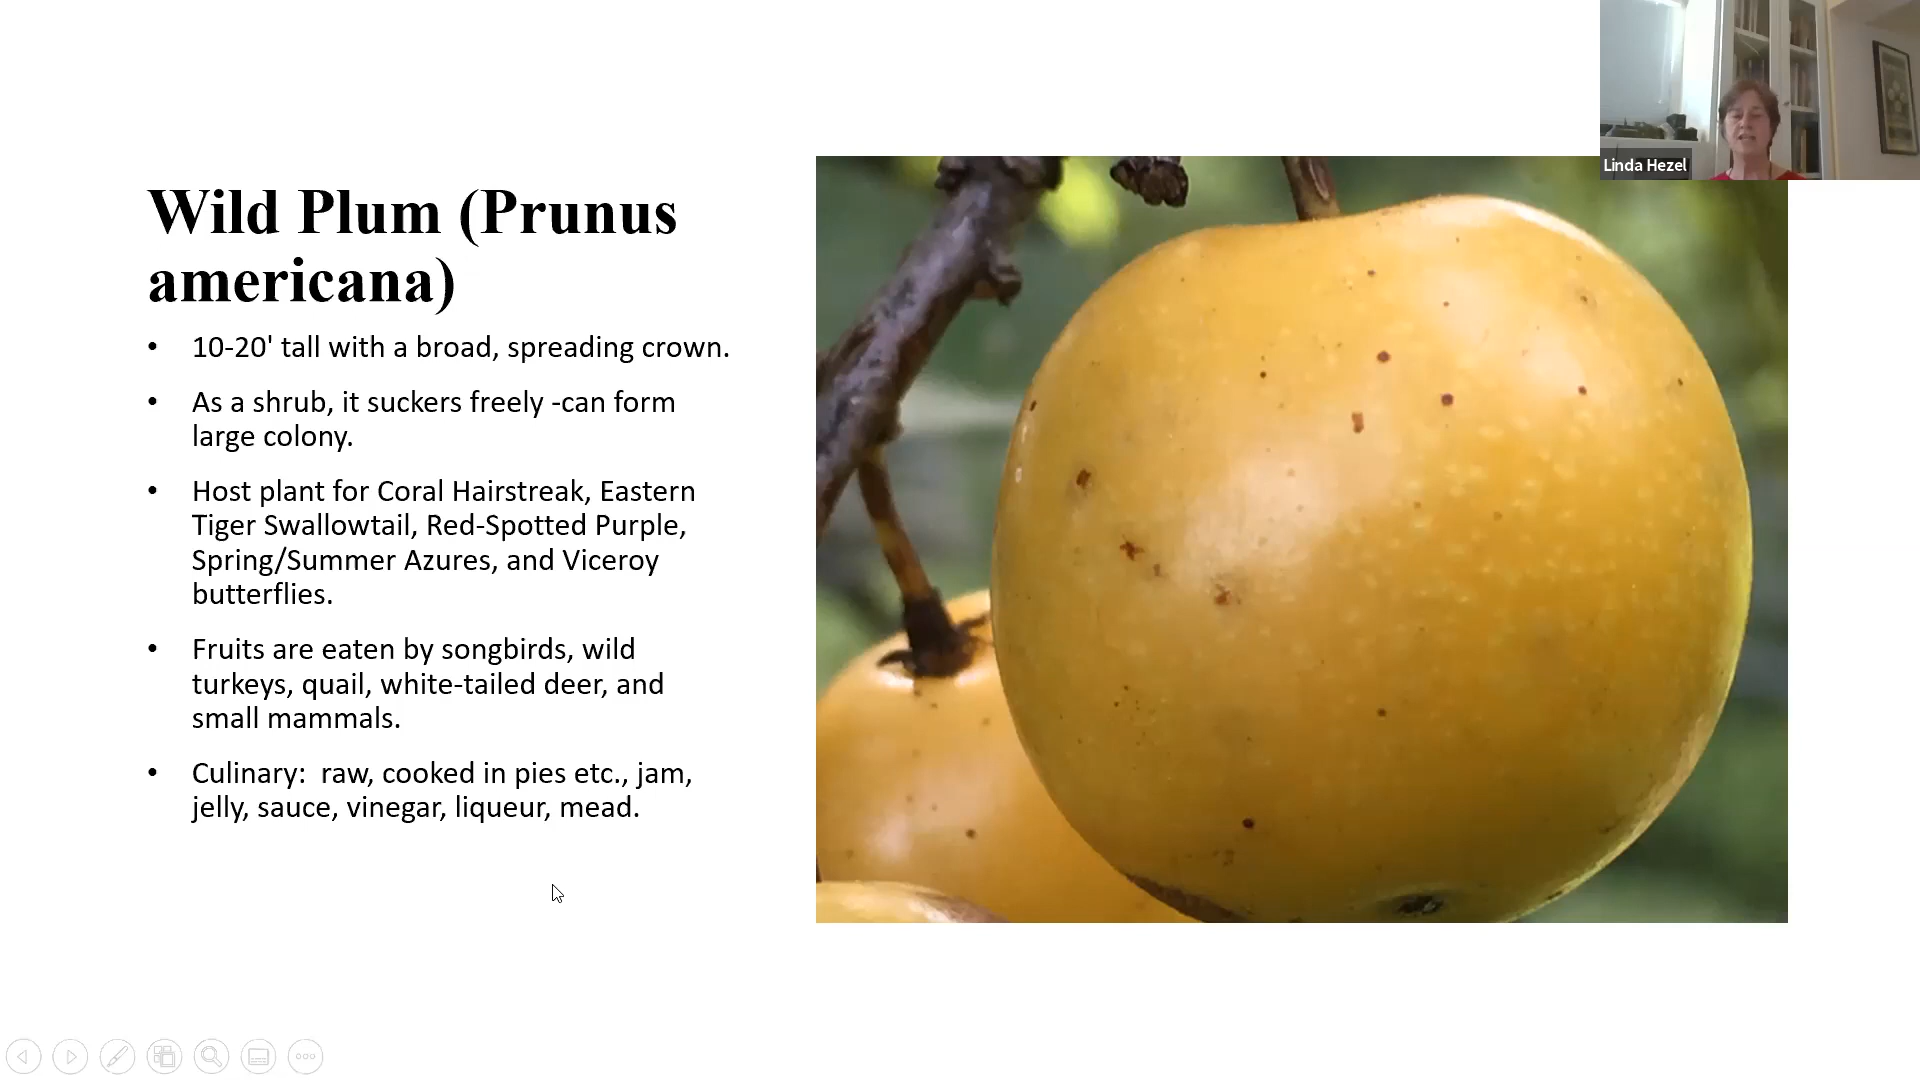 Linda Hezel
Wild Plum (Prunus
americana)
• 10-20' tall with a broad, spreading crown.
• As a shrub, it suckers freely -can form
large colony.
• Host plant for Coral Hairstreak, Eastern
Tiger Swallowtail, Red-Spotted Purple,
Spring/Summer Azures, and Viceroy
butterflies.
• Fruits are eaten by songbirds, wild
turkeys, quail, white-tailed deer, and
small mammals.
• Culinary:  raw, cooked in pies etc., jam,
jelly, sauce, vinegar, liqueur, mead.